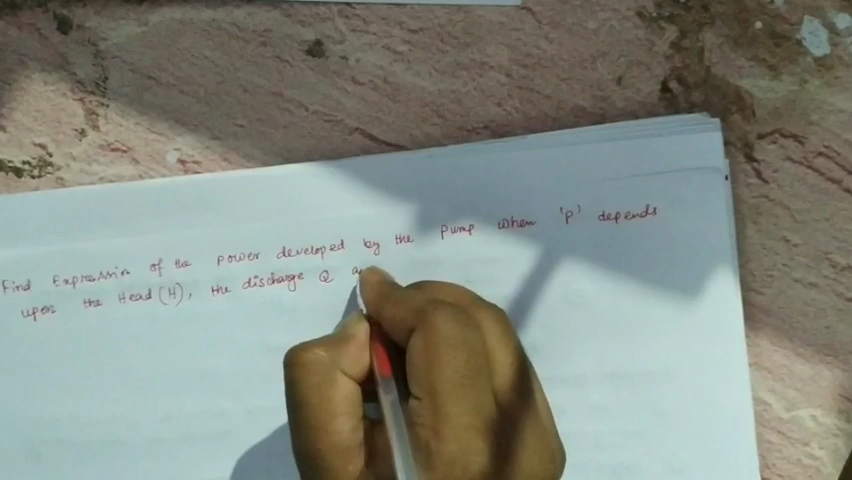 Find Expression of the power developed by the pump when 'P' depends
upon the Head (H), the discharge Q a